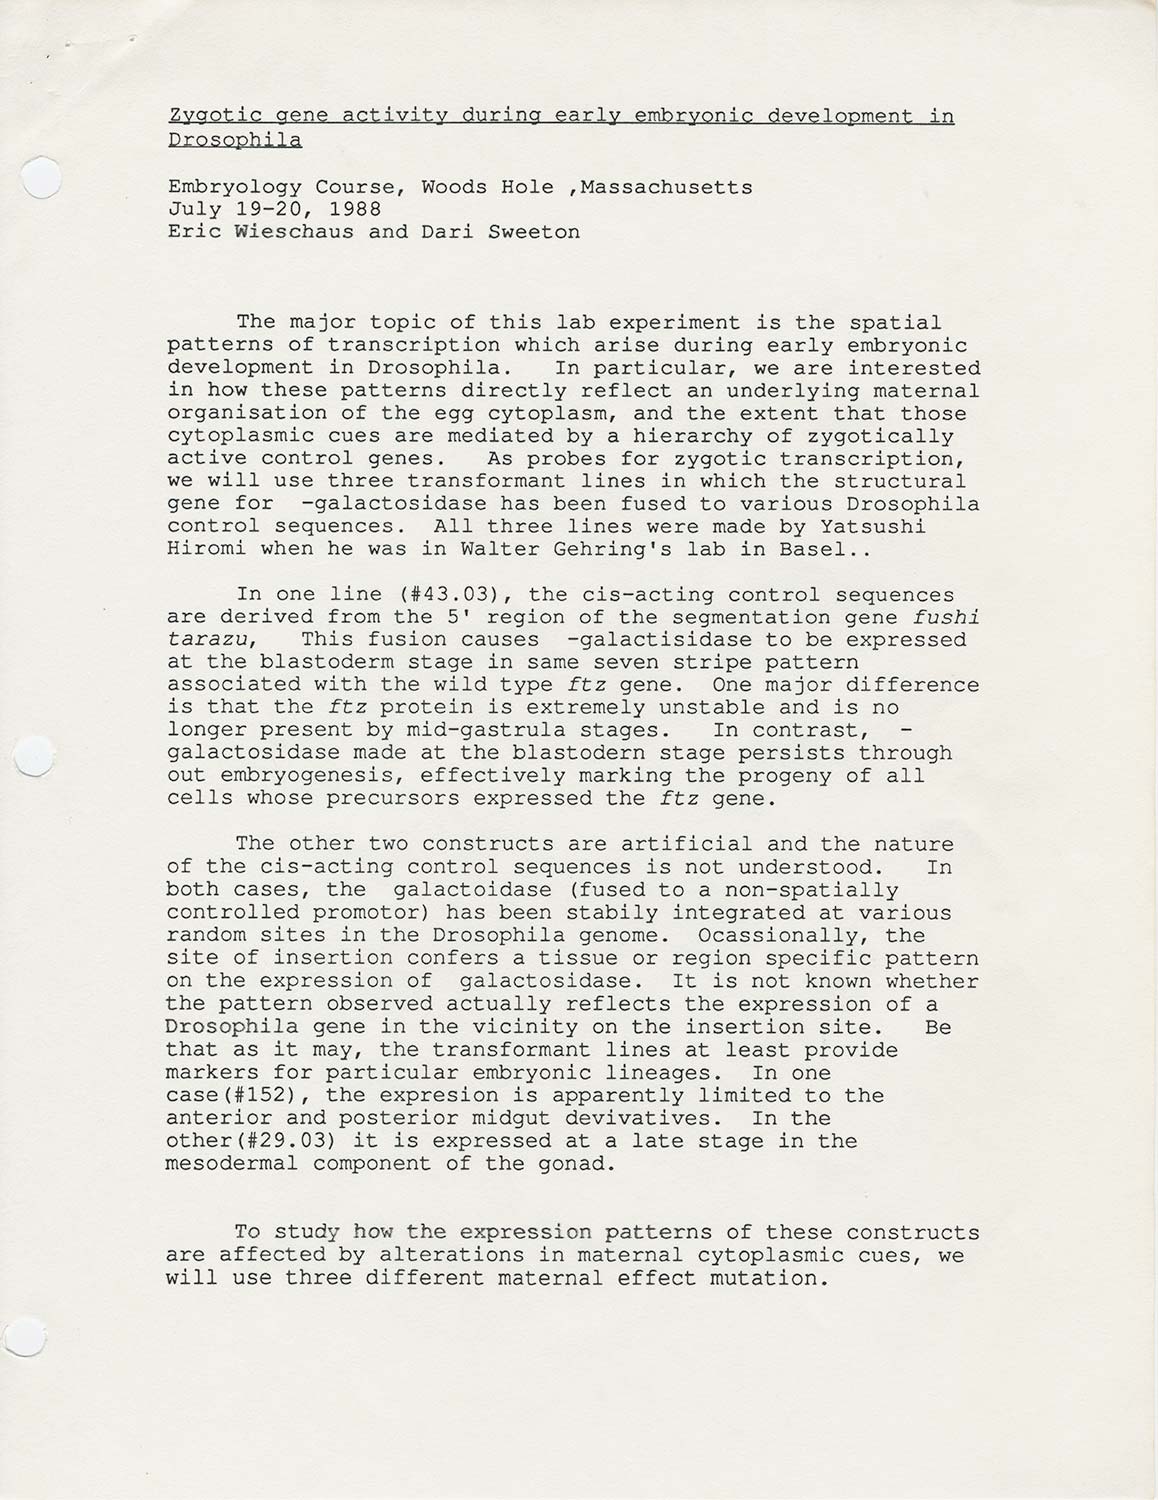 Zygotic gene activity during early embryonic development in
Drosophila
Embryology Course, Woods Hole ,Massachusetts
July 19-20, 1988
Eric Wieschaus and Dari Sweeton
The major topic of this lab experiment is the spatial
patterns of transcription which arise during early embryonic
development in Drosophila. In particular, we are interested
in how these patterns directly reflect an underlying maternal
organisation of the egg cytoplasm, and the extent that those
cytoplasmic cues are mediated by a hierarchy of zygotically
active control genes. As probes for zygotic transcription,
we will use three transformant lines in which the structural
gene for -galactosidase has been fused to various Drosophila
control sequences. All three lines were made by Yatsushi
Hiromi when he was in Walter Gehring's lab in Basel..
In one line (#43.03), the cis-acting control sequences
are derived from the 5' region of the segmentation gene fushi
tarazu, This fusion causes -galactisidase to be expressed
at the blastoderm stage in same seven stripe pattern
associated with the wild type ftz gene. One major difference
is that the ftz protein is extremely unstable and is no
longer present by mid-gastrula stages. In contrast, -
galactosidase made at the blastodern stage persists through
out embryogenesis, effectively marking the progeny of all
cells whose precursors expressed the ftz gene.
The other two constructs are artificial and the nature
of the cis-acting control sequences is not understood. In
both cases, the galactoidase (fused to a non-spatially
controlled promotor) has been stabily integrated at various
random sites in the Drosophila genome. Ocassionally, the
site of insertion confers a tissue or region specific pattern
on the expression of galactosidase. It is not known whether
the pattern observed actually reflects the expression of a
Drosophila gene in the vicinity on the insertion site. Be
that as it may, the transformant lines at least provide
markers for particular embryonic lineages. In one
case(#152), the expresion is apparently limited to the
anterior and posterior midgut devivatives. In the
other(#29.03) it is expressed at a late stage in the
mesodermal component of the gonad.
To study how the expression patterns of these constructs
are affected by alterations in maternal cytoplasmic cues, we
will use three different maternal effect mutation.